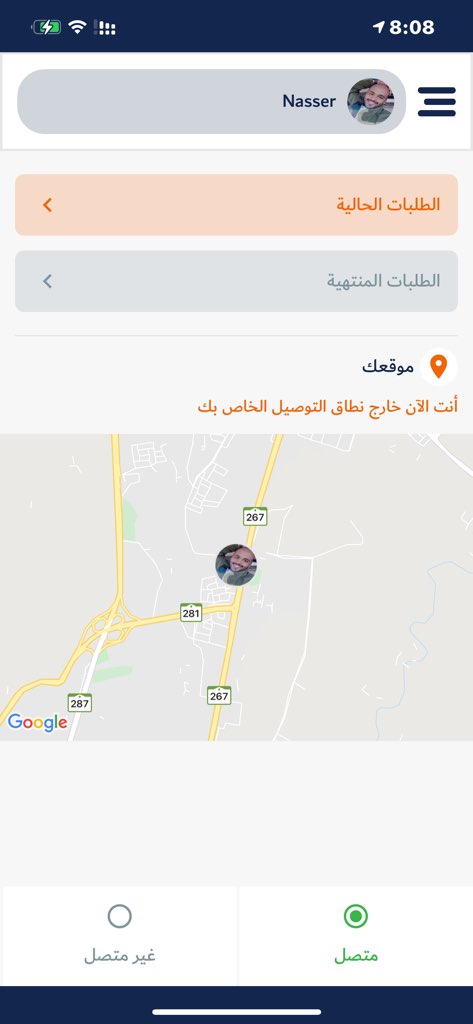 8:08
Nasser
الطلبات الحالية
الطلبات المنتهية
موقعك
أنت الآن خارج نطاق التوصيل الخاص بك
267
281
267
287
Google
متصل
غير متصل